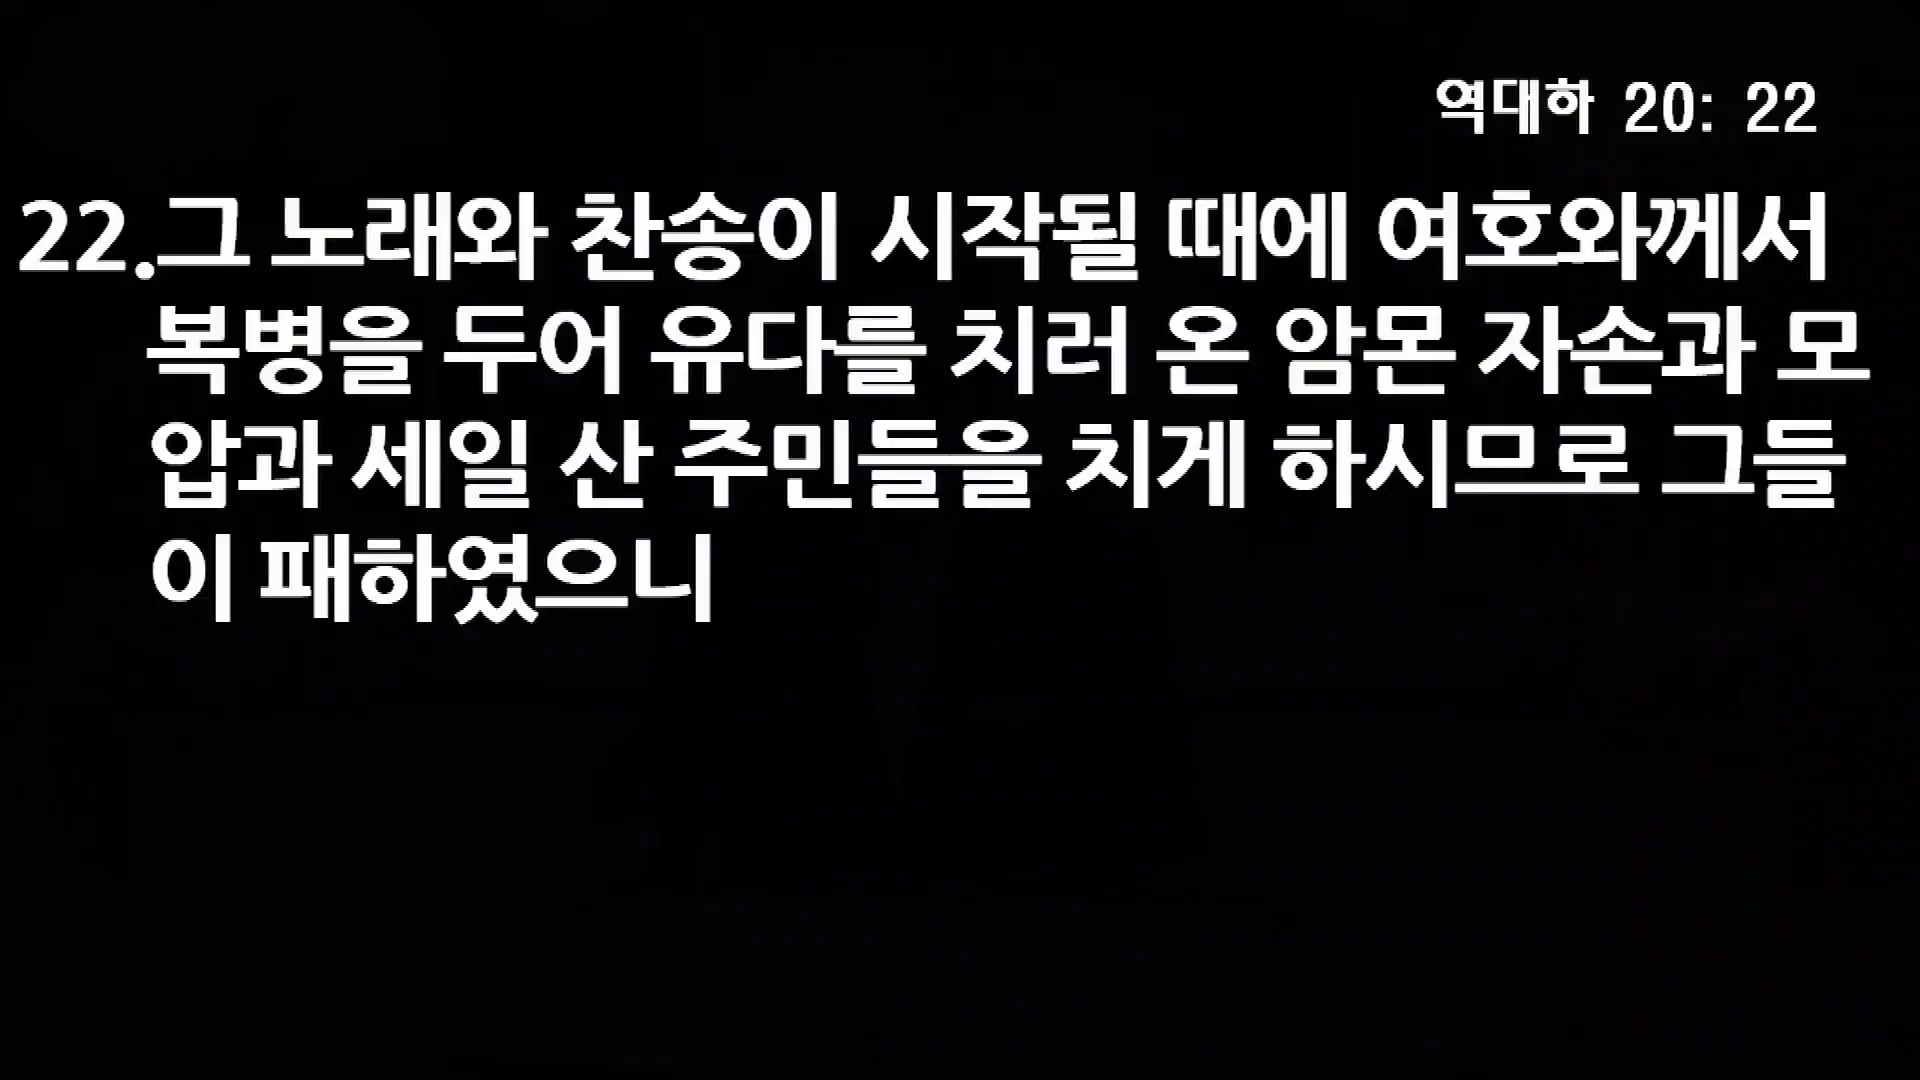 역대하 20: 22
22.그 노래와 찬송이 시작될 때에 여호와께서
복병을 두어 유다를 치러 온 암몬 자손과 모
압과 세일 산 주민들을 치게 하시므로 그들
이 패하였으니